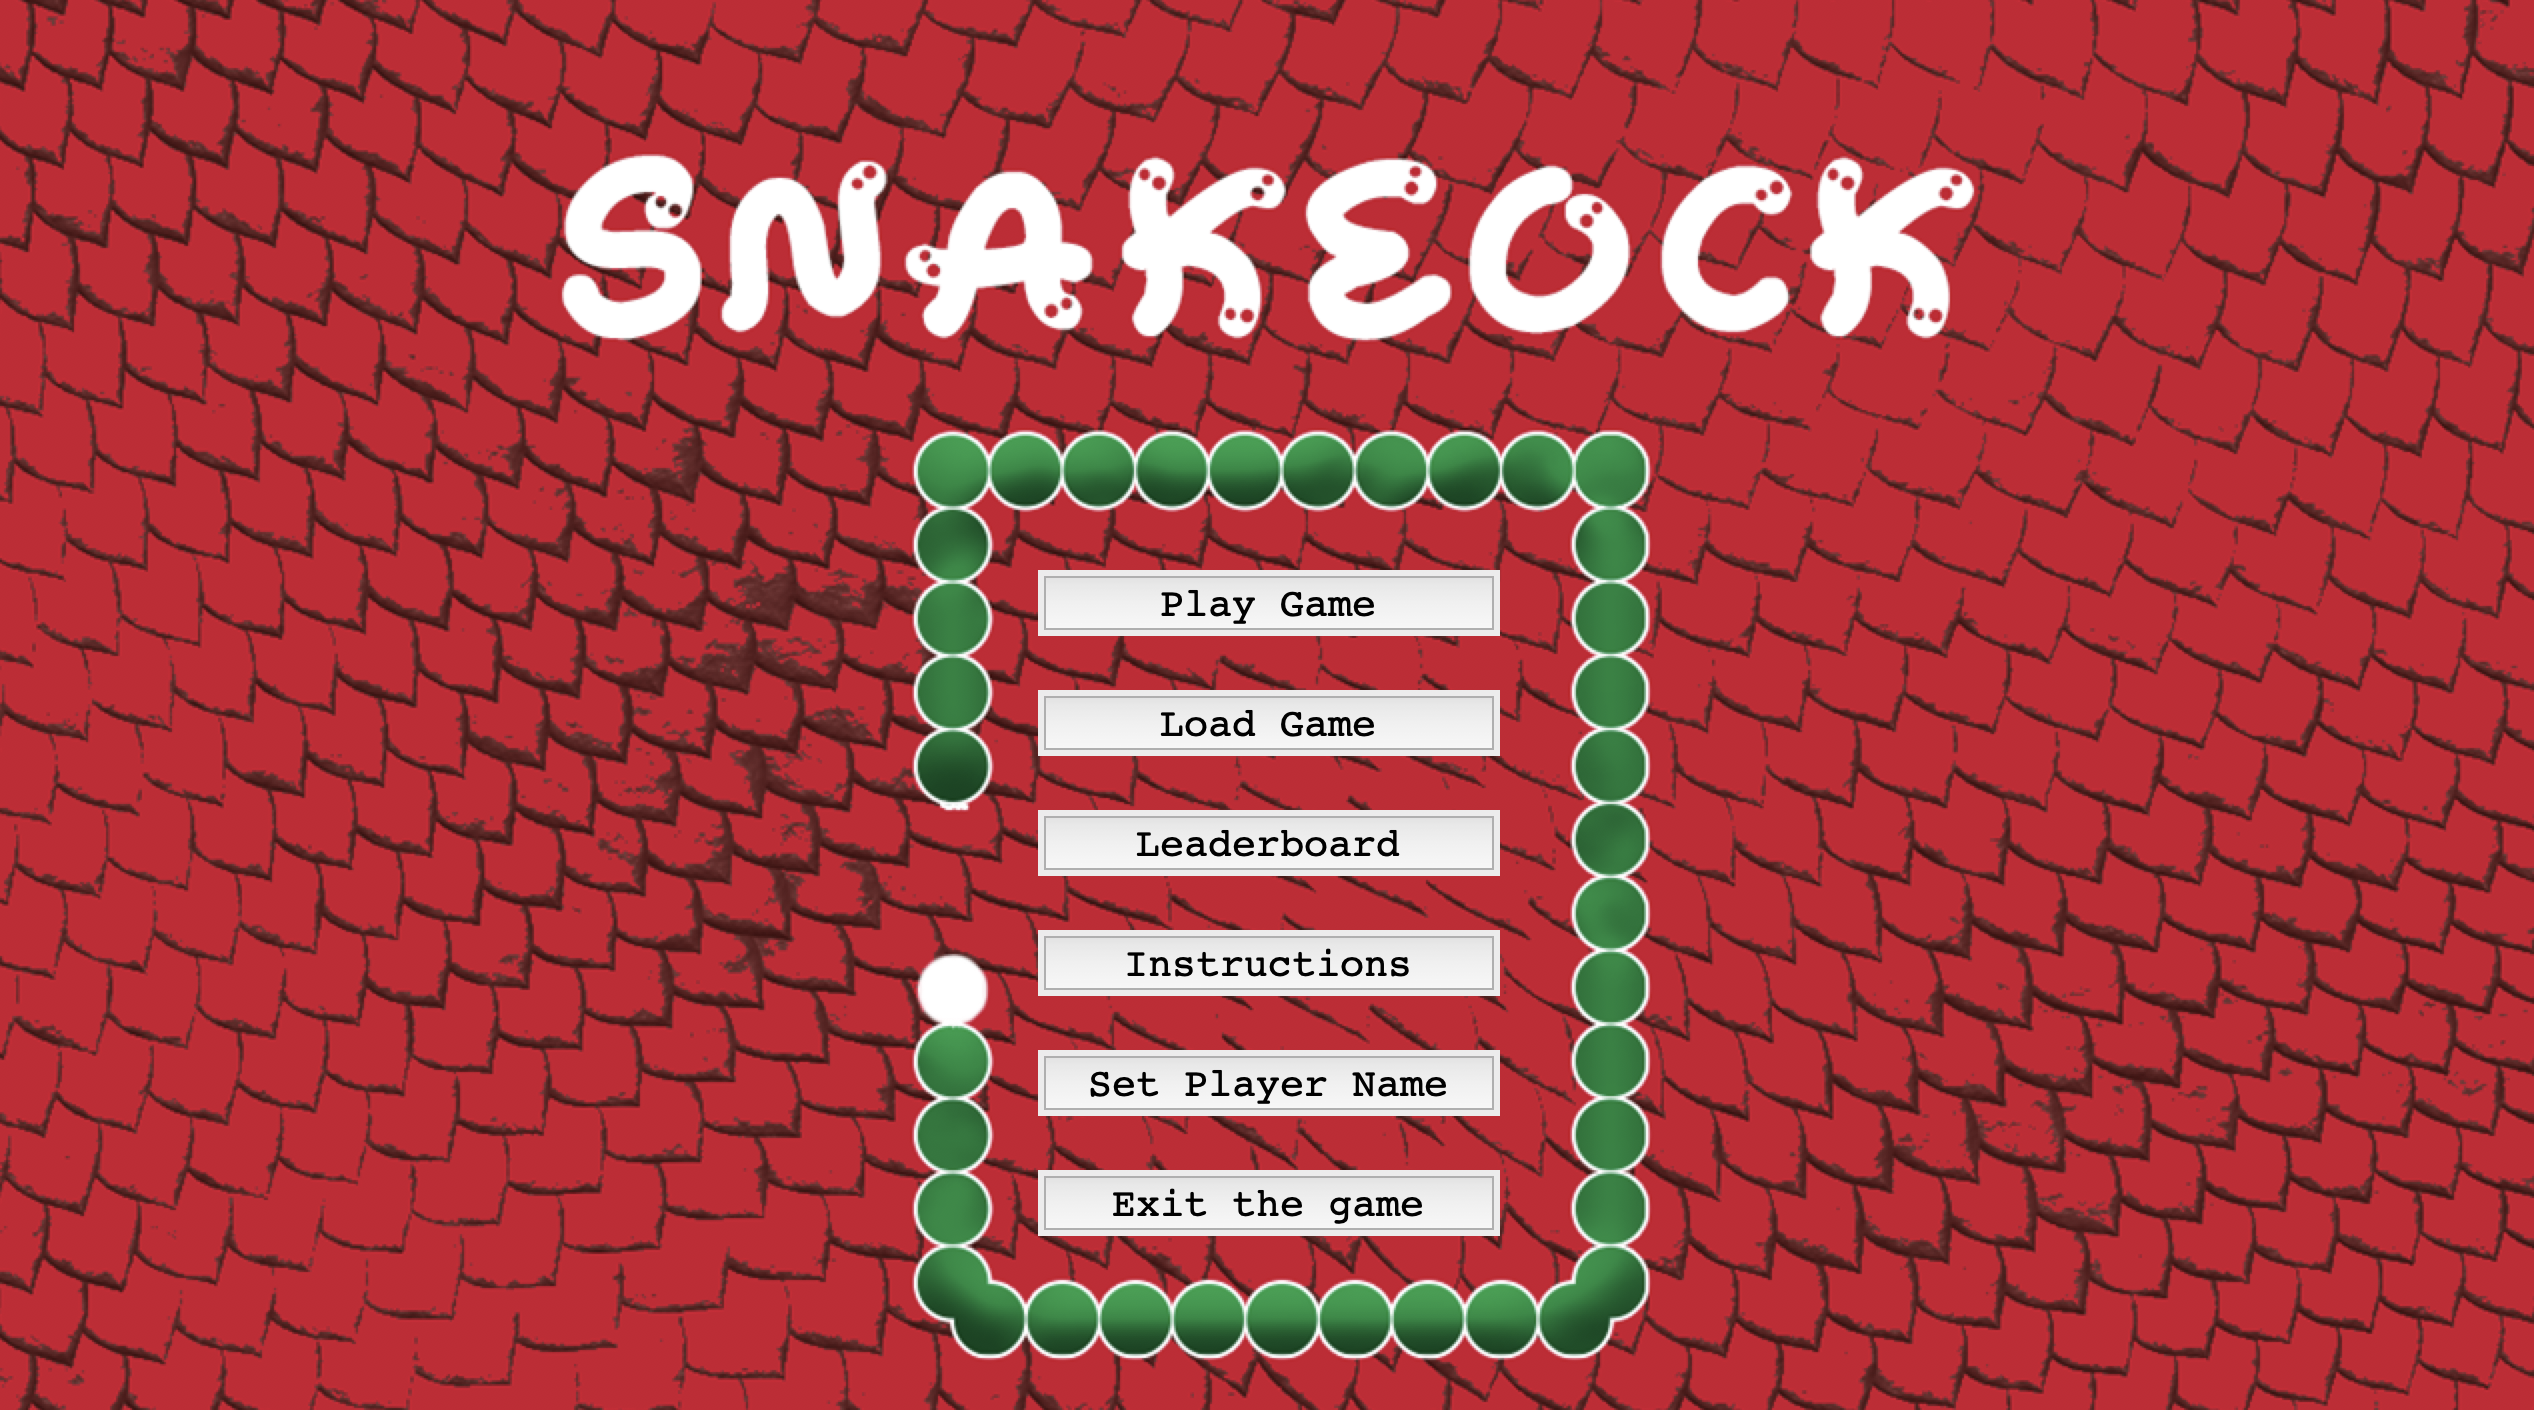 SNAKEOCK
Play Game
Load Game
Leaderboard
Instructions
Set Player Name
Exit the game